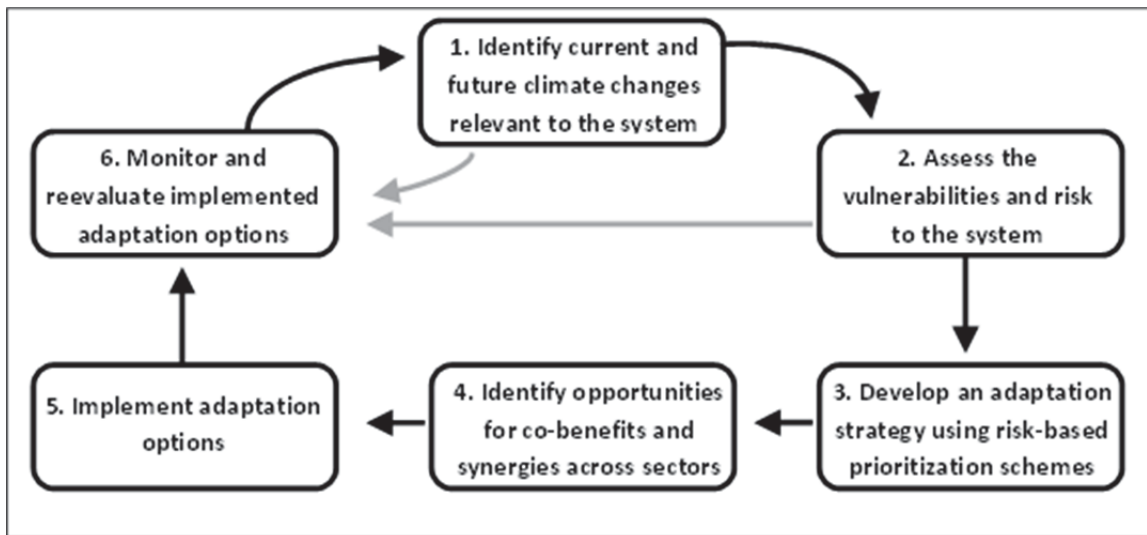 1. Identify current and
future climate changes
relevant to the system
2. Assess the
vulnerabilities and risk
to the system
3. Develop an adaptation
strategy using risk-based
prioritization schemes
4. Identify opportunities
for co-benefits and
synergies across sectors
5. Implement adaptation
options
6. Monitor and
reevaluate implemented
adaptation options